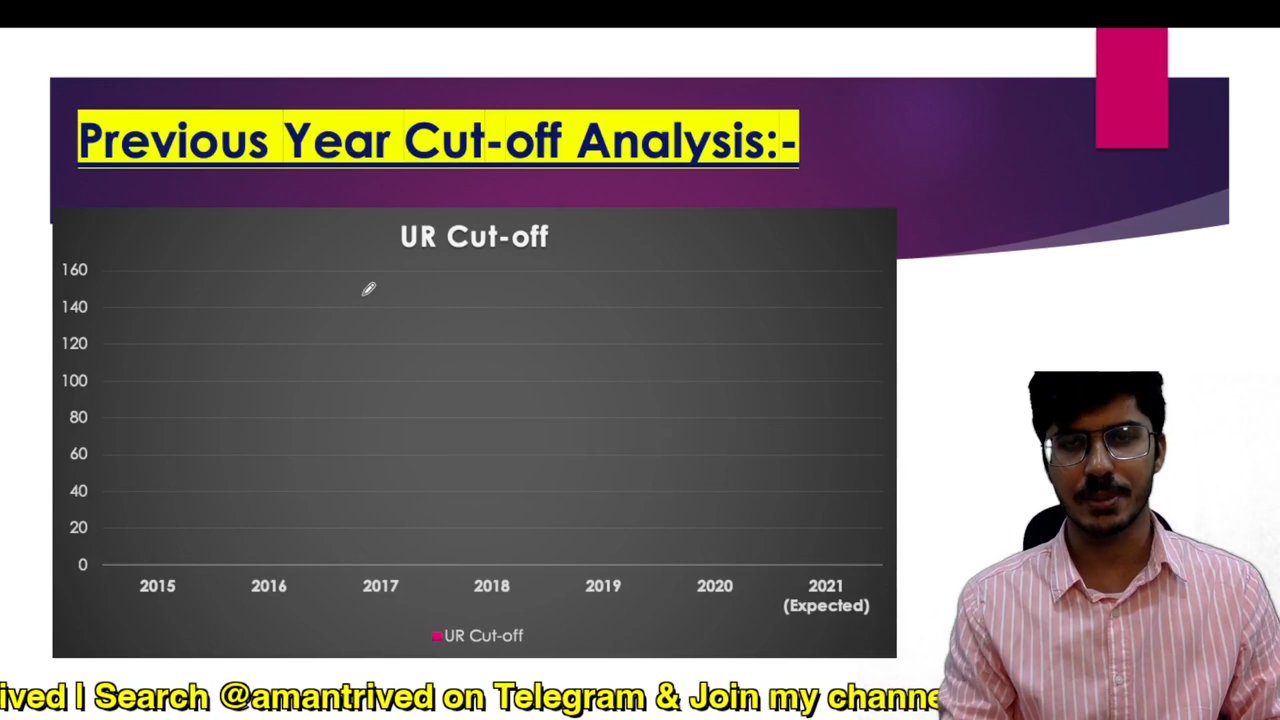 Previous Year Cut-off Analysis:-
UR Cut-off
160
140
120
100
80
60
40
20
0
2015 2016 2017 2018 2019 2020 2021
(Expected)
UR Cut-off
ived | Search @amantrived on Telegram & Join my channe